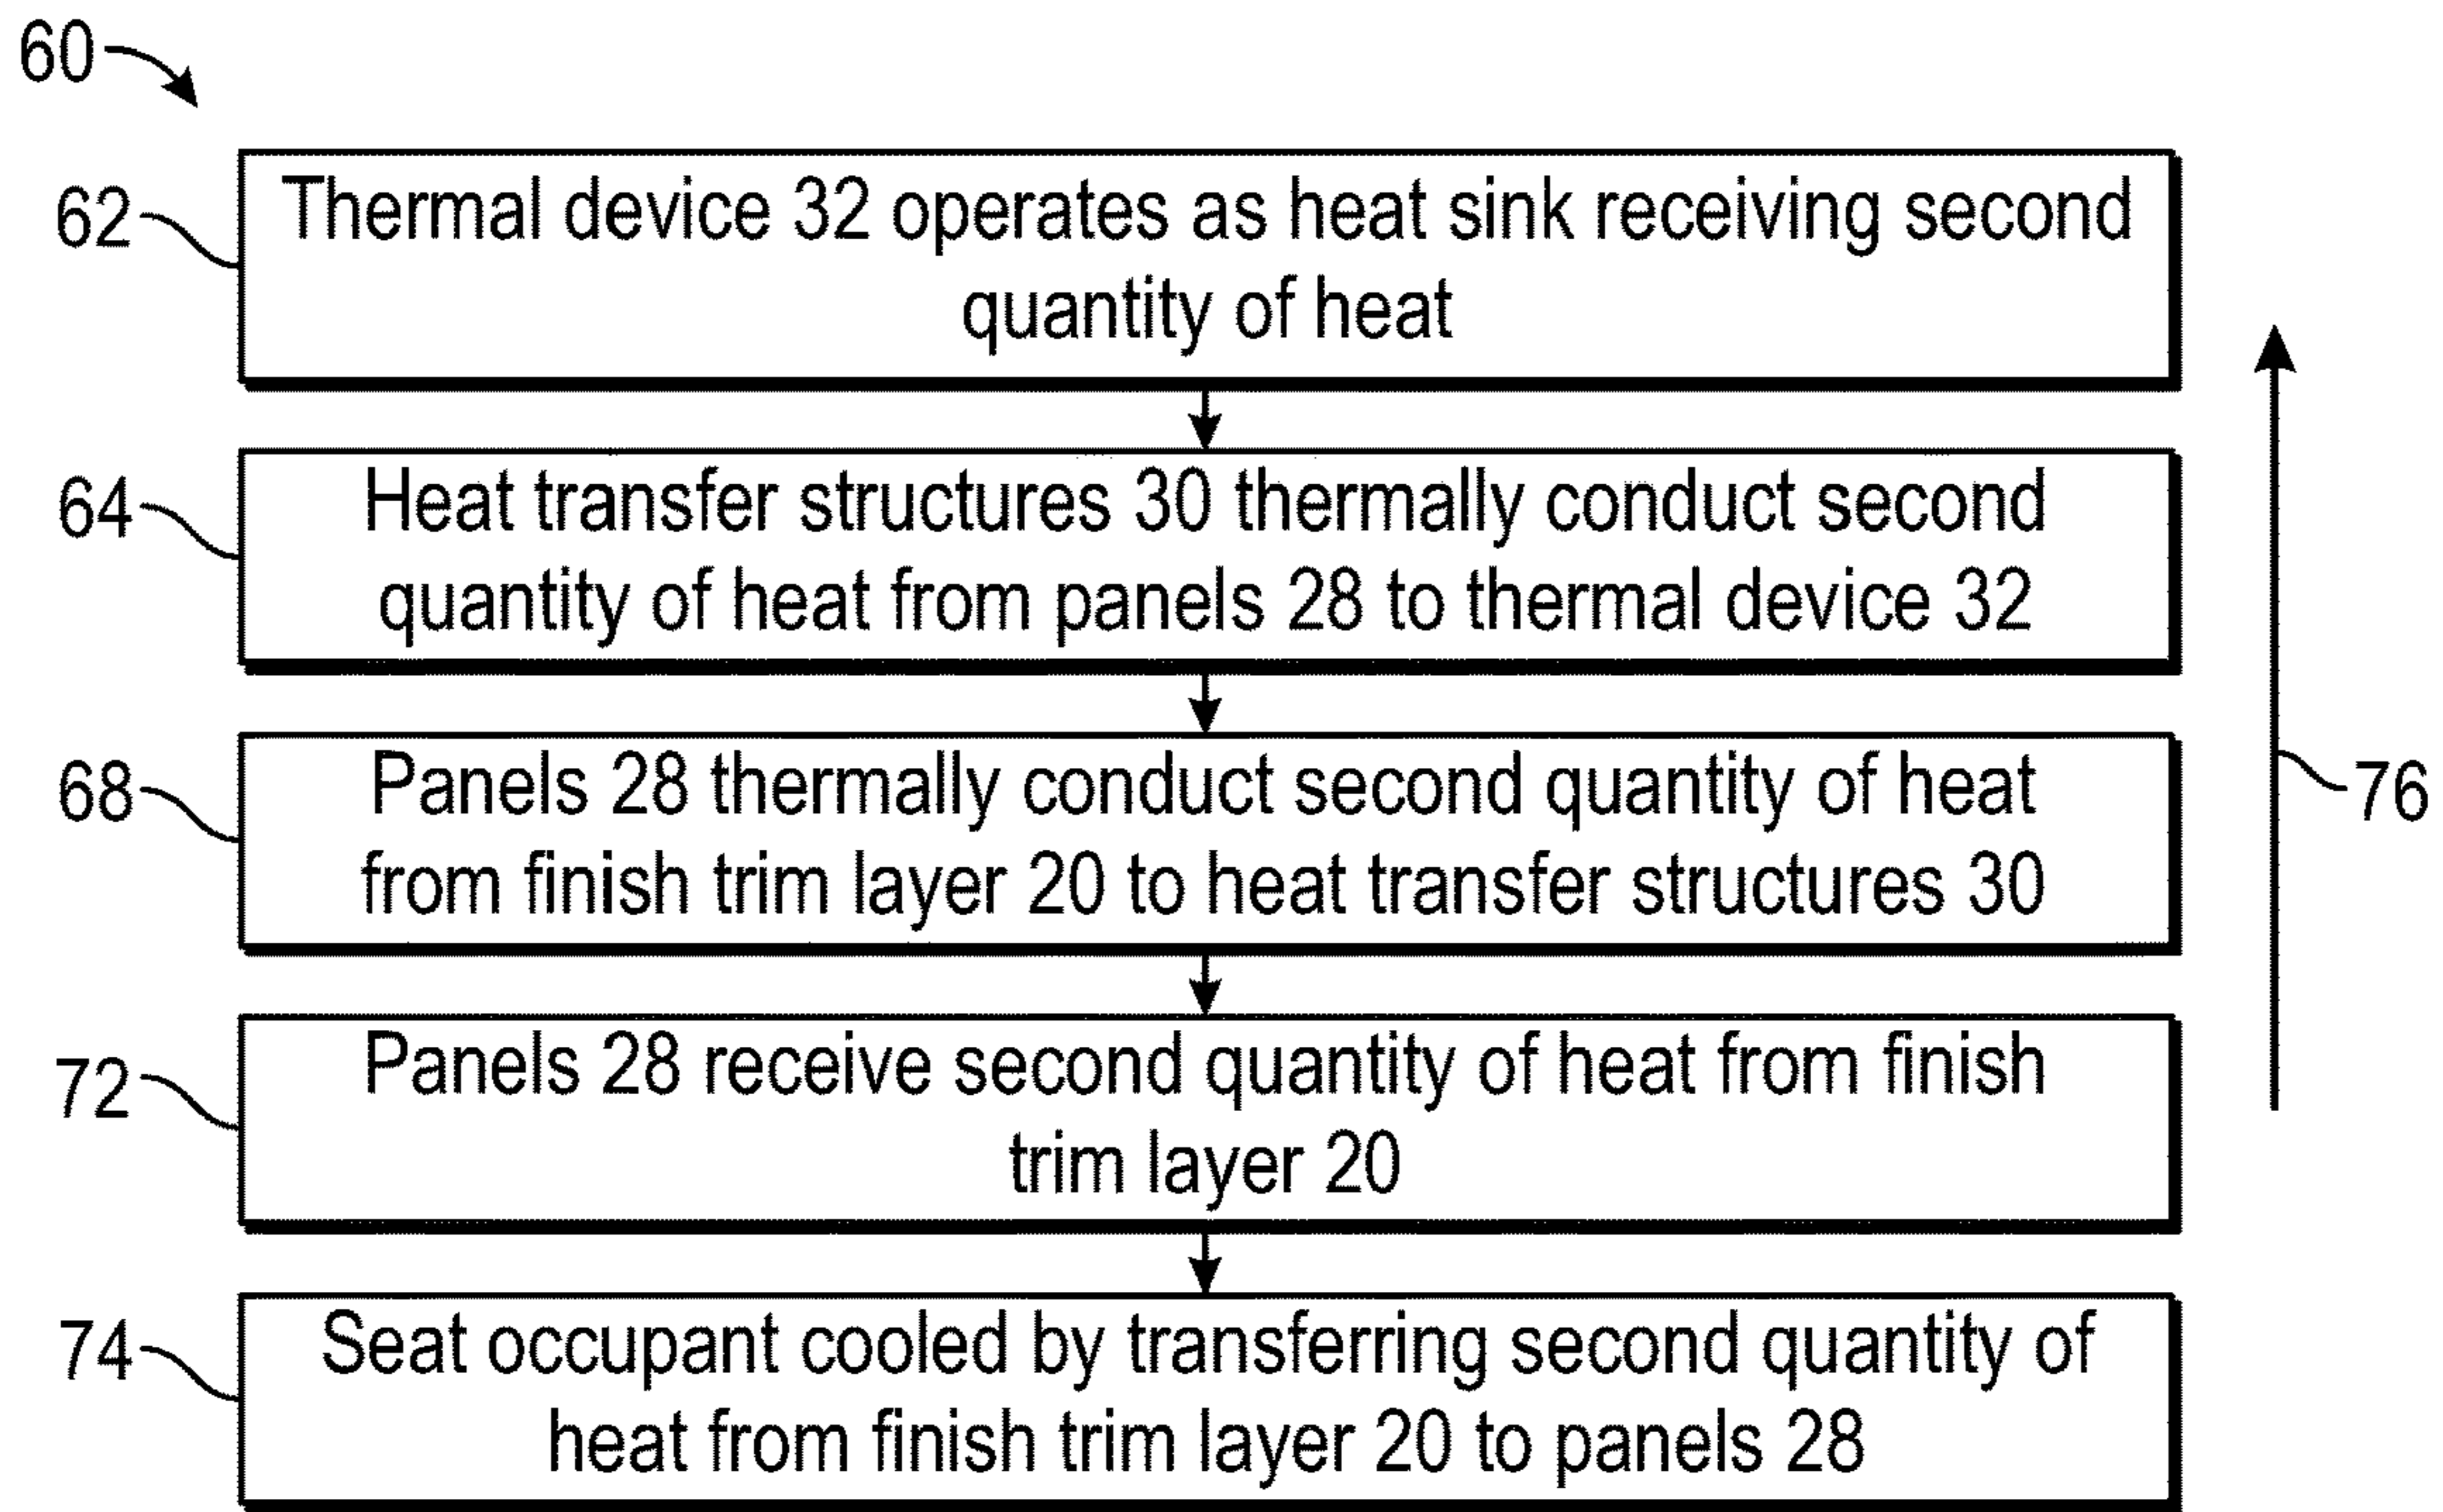 60
62
Thermal device 32 operates as heat sink receiving second
quantity of heat
64
Heat transfer structures 30 thermally conduct second
quantity of heat from panels 28 to thermal device 32
68
Panels 28 thermally conduct second quantity of heat
from finish trim layer 20 to heat transfer structures 30
76
72
Panels 28 receive second quantity of heat from finish
trim layer 20
74
Seat occupant cooled by transferring second quantity of
heat from finish trim layer 20 to panels 28